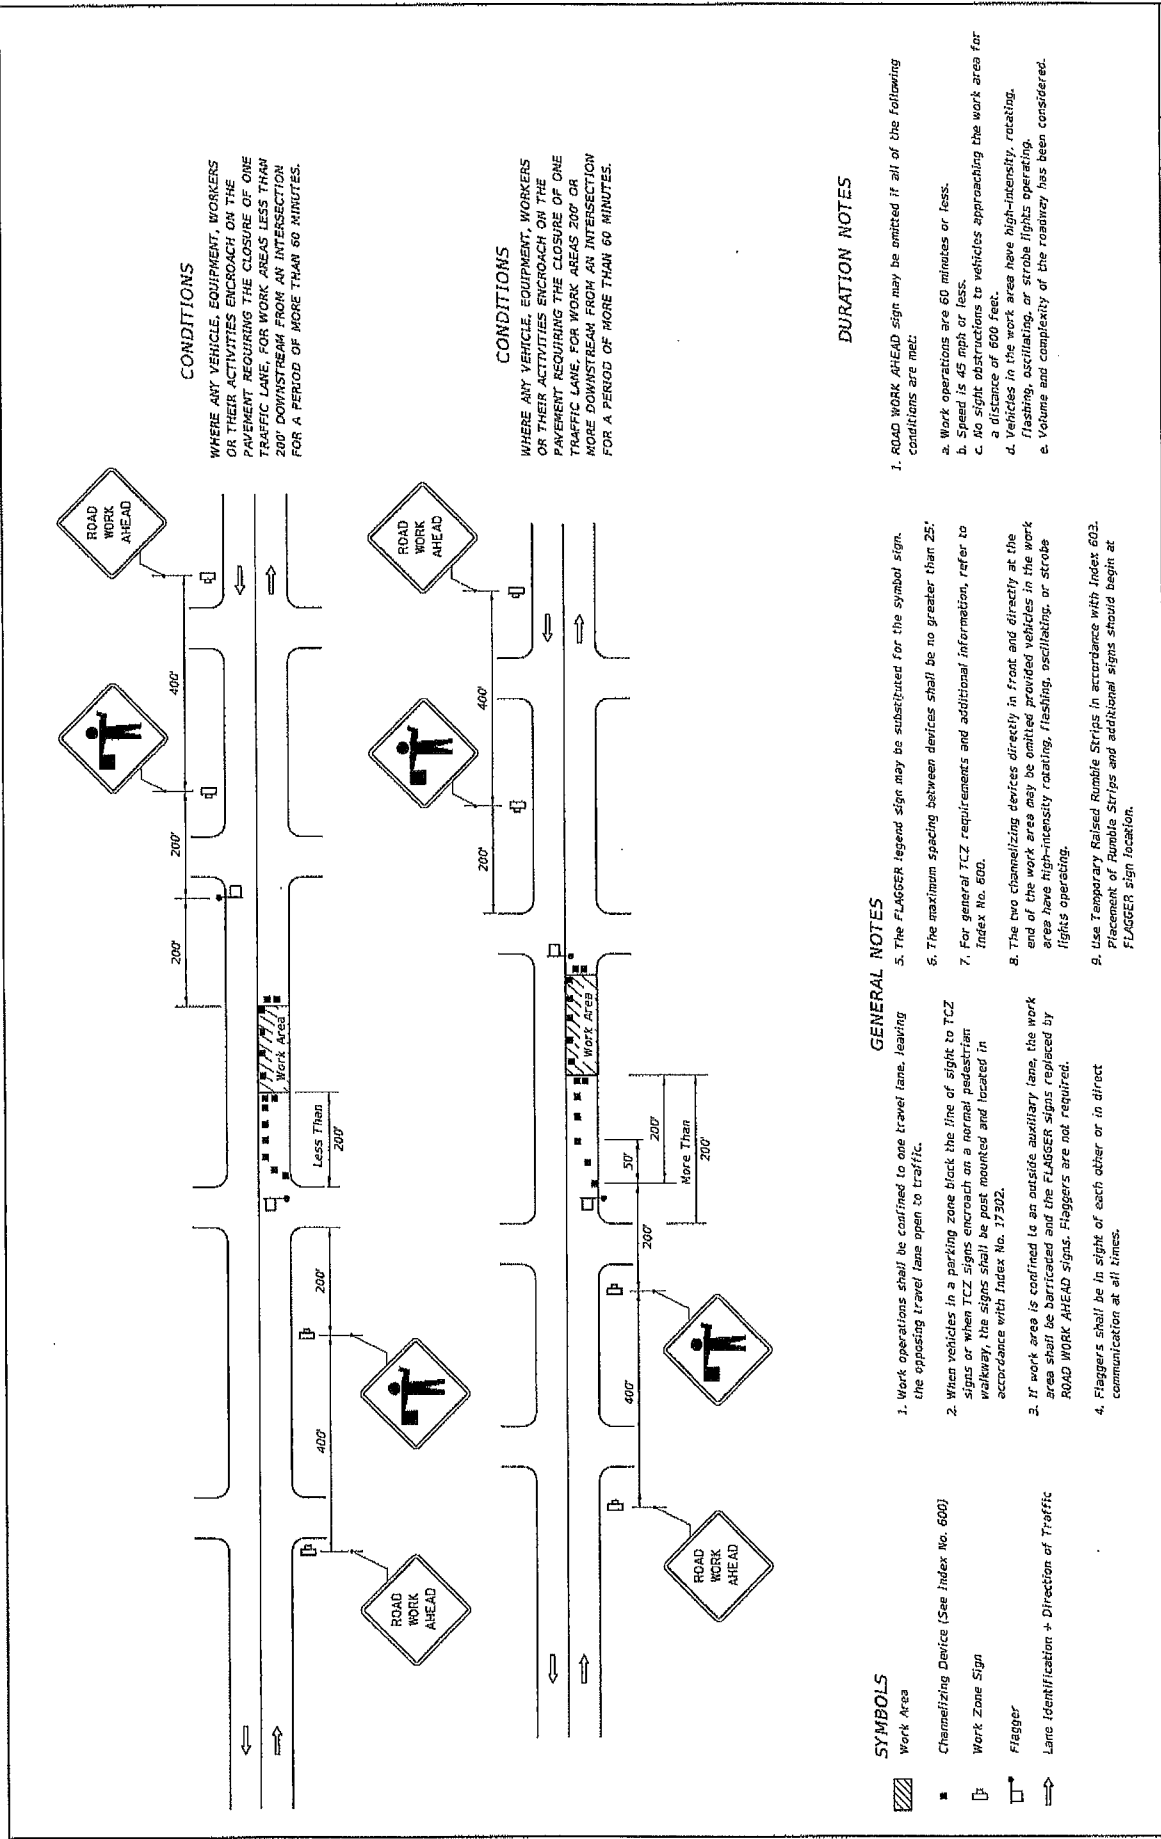 ROAD
WORK
AHEAD
400'
200'
200'
Work Area
Less Than
200'
200'
400'
ROAD
WORK
AHEAD
CONDITIONS
WHERE ANY VEHICLE, EQUIPMENT, WORKERS
OR THEIR ACTIVITIES ENCROACH ON THE
PAVEMENT REQUIRING THE CLOSURE OF ONE
TRAFFIC LANE, FOR WORK AREAS LESS THAN
200' DOWNSTREAM FROM AN INTERSECTION
FOR A PERIOD OF MORE THAN 60 MINUTES.
ROAD
WORK
AHEAD
400'
200'
Work Area
200'
50'
More Than
200'
200'
400'
ROAD
WORK
AHEAD
CONDITIONS
WHERE ANY VEHICLE, EQUIPMENT, WORKERS
OR THEIR ACTIVITIES ENCROACH ON THE
PAVEMENT REQUIRING THE CLOSURE OF ONE
TRAFFIC LANE, FOR WORK AREAS 200' OR
MORE DOWNSTREAM FROM AN INTERSECTION
FOR A PERIOD OF MORE THAN 60 MINUTES.
SYMBOLS
Work Area
Channelizing Device (See Index No. 600)
Work Zone Sign
Flagger
Lane Identification + Direction of Traffic
GENERAL NOTES
1. Work operations shall be confined to one travel lane, leaving
the opposing travel lane open to traffic.
2. When vehicles in a parking zone block the line of sight to TCZ
signs or when TCZ signs encroach on a normal pedestrian
walkway, the signs shall be post mounted and located in
accordance with Index No. 17302.
3. If work area is confined to an outside auxiliary lane, the work
area shall be barricaded and the FLAGGER signs replaced by
ROAD WORK AHEAD signs. Flaggers are not required.
4. Flaggers shall be in sight of each other or in direct
communication at all times.
5. The FLAGGER legend sign may be substituted for the symbol sign.
6. The maximum spacing between devices shall be no greater than 25'.
7. For general TCZ requirements and additional information, refer to
Index No. 600.
8. The two channelizing devices directly in front and directly at the
end of the work area may be omitted provided vehicles in the work
area have high-intensity rotating, flashing, oscillating, or strobe
lights operating.
9. Use Temporary Raised Rumble Strips in accordance with Index 603.
Placement of Rumble Strips and additional signs should begin at
FLAGGER sign location.
DURATION NOTES
1. ROAD WORK AHEAD sign may be omitted if all of the following
conditions are met:
a. Work operations are 60 minutes or less.
b. Speed is 45 mph or less.
c. No sight obstructions to vehicles approaching the work area for
a distance of 600 feet.
d. Vehicles in the work area have high-intensity, rotating,
flashing, oscillating, or strobe lights operating.
e. Volume and complexity of the roadway has been considered.